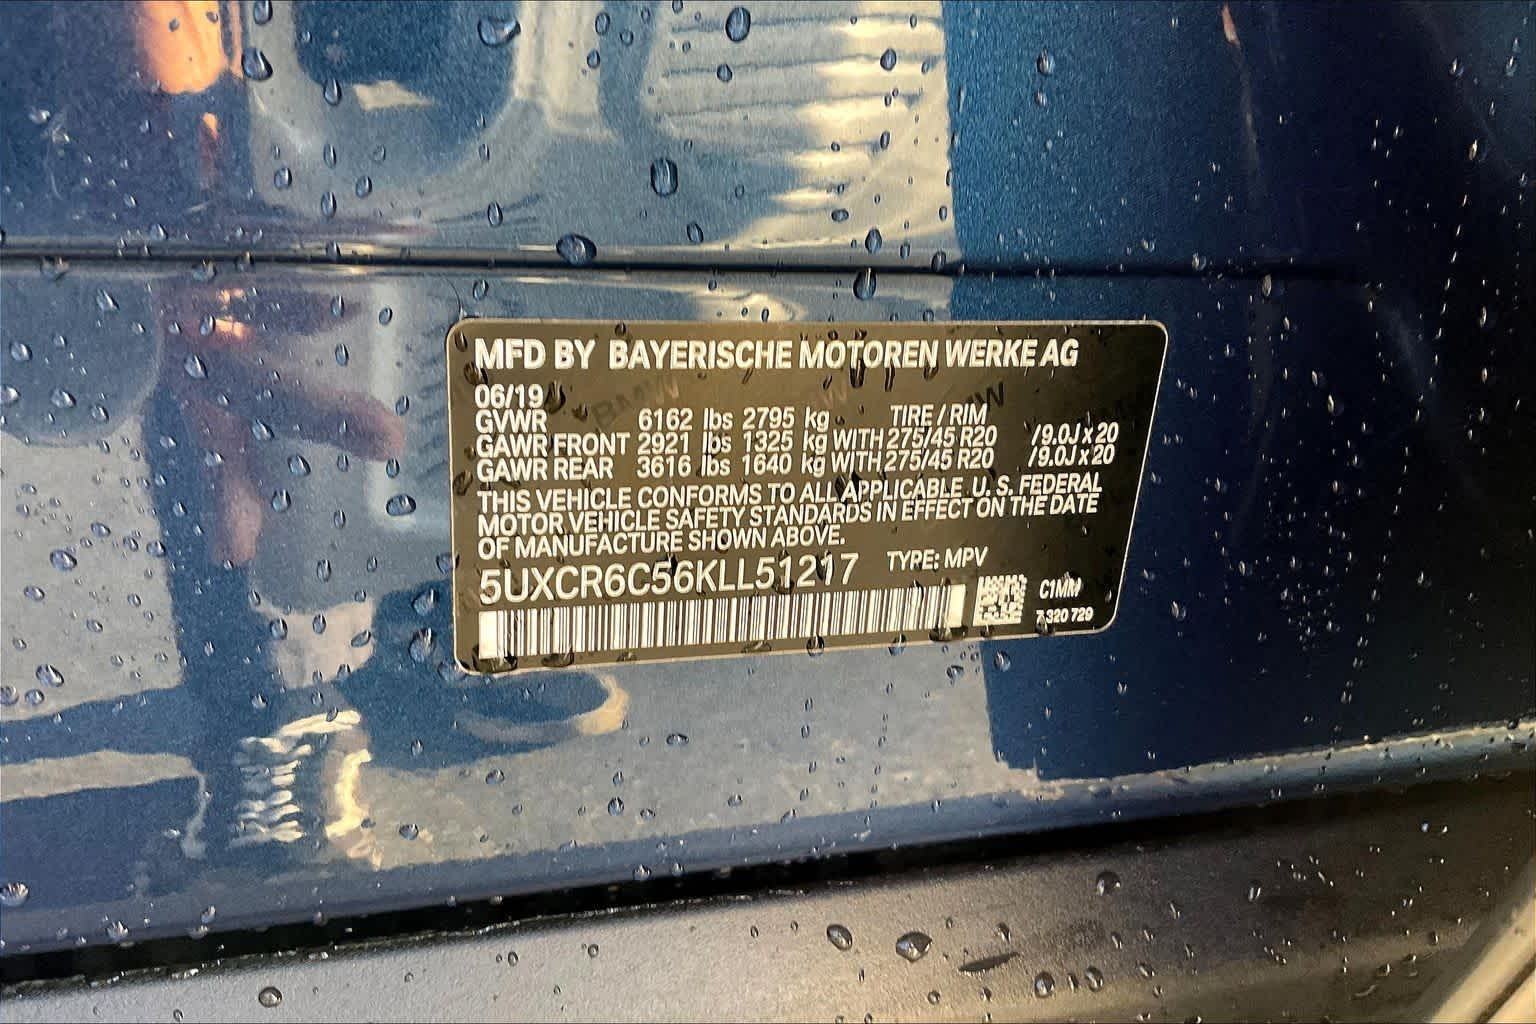 MFD BY BAYERISCHE MOTOREN WERKE AG
06/19
GVWR 6162 lbs 2795 kg TIRE / RIM
GAWR FRONT 2921 lbs 1325 kg WITH 275/45 R20 /9.0J x 20
GAWR REAR 3616 lbs 1640 kg WITH 275/45 R20 /9.0J x 20
THIS VEHICLE CONFORMS TO ALL APPLICABLE U. S. FEDERAL
MOTOR VEHICLE SAFETY STANDARDS IN EFFECT ON THE DATE
OF MANUFACTURE SHOWN ABOVE.
5UXCR6C56KLL51217 TYPE: MPV
C1MM
7 320 729
BMW